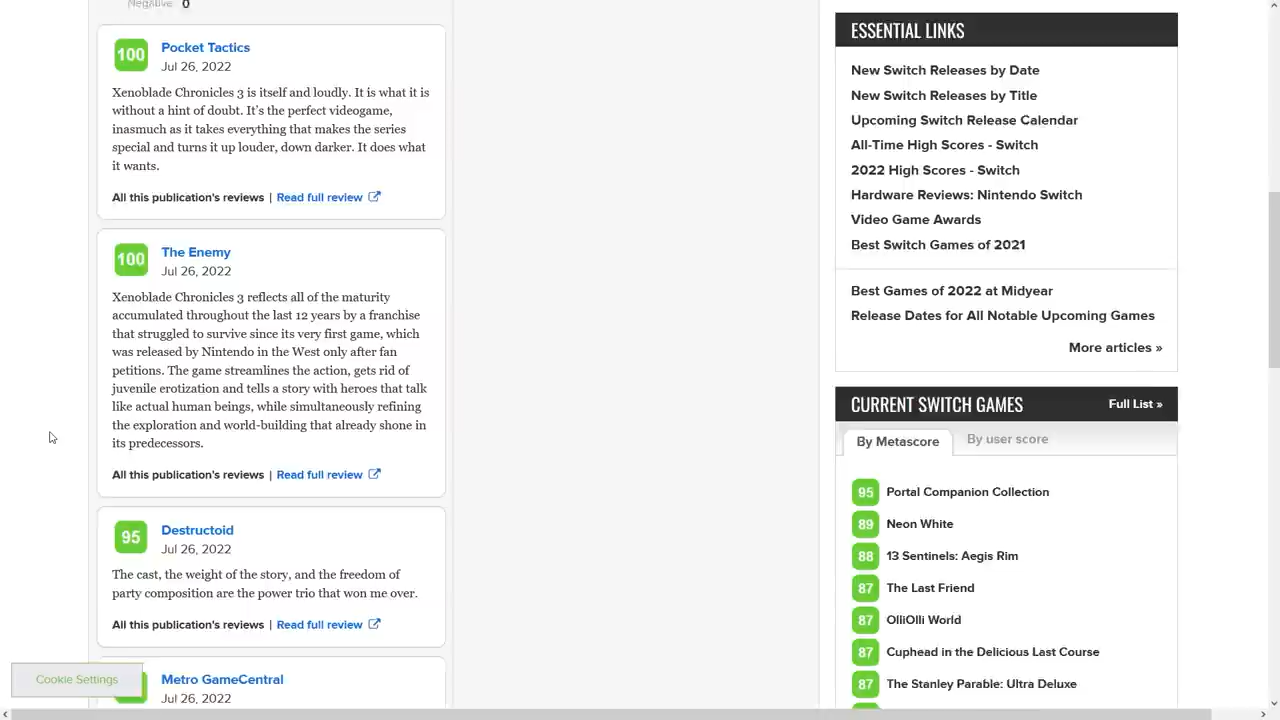 Negative: 0
100
Pocket Tactics
Jul 26, 2022
Xenoblade Chronicles 3 is itself and loudly. It is what it is
without a hint of doubt. It's the perfect videogame,
inasmuch as it takes everything that makes the series
special and turns it up louder, down darker. It does what
it wants.
All this publication's reviews | Read full review
100
The Enemy
Jul 26, 2022
Xenoblade Chronicles 3 reflects all of the maturity
accumulated throughout the last 12 years by a franchise
that struggled to survive since its very first game, which
was released by Nintendo in the West only after fan
petitions. The game streamlines the action, gets rid of
juvenile erotization and tells a story with heroes that talk
like actual human beings, while simultaneously refining
the exploration and world-building that already shone in
its predecessors.
All this publication's reviews | Read full review
95
Destructoid
Jul 26, 2022
The cast, the weight of the story, and the freedom of
party composition are the power trio that won me over.
All this publication's reviews | Read full review
Metro GameCentral
Jul 26, 2022
Cookie Settings
ESSENTIAL LINKS
New Switch Releases by Date
New Switch Releases by Title
Upcoming Switch Release Calendar
All-Time High Scores - Switch
2022 High Scores - Switch
Hardware Reviews: Nintendo Switch
Video Game Awards
Best Switch Games of 2021
Best Games of 2022 at Midyear
Release Dates for All Notable Upcoming Games
More articles »
CURRENT SWITCH GAMES Full List »
By Metascore By user score
95 Portal Companion Collection
89 Neon White
88 13 Sentinels: Aegis Rim
87 The Last Friend
87 OlliOlli World
87 Cuphead in the Delicious Last Course
87 The Stanley Parable: Ultra Deluxe